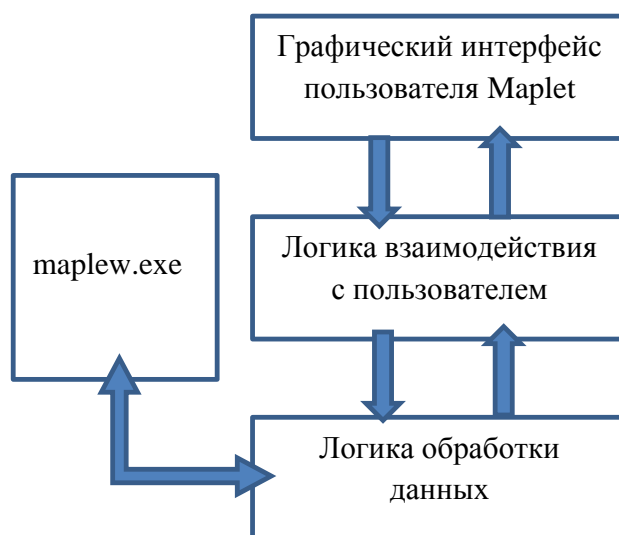 Графический интерфейс
пользователя Maplet
maplew.exe
Логика взаимодействия
с пользователем
Логика обработки
данных